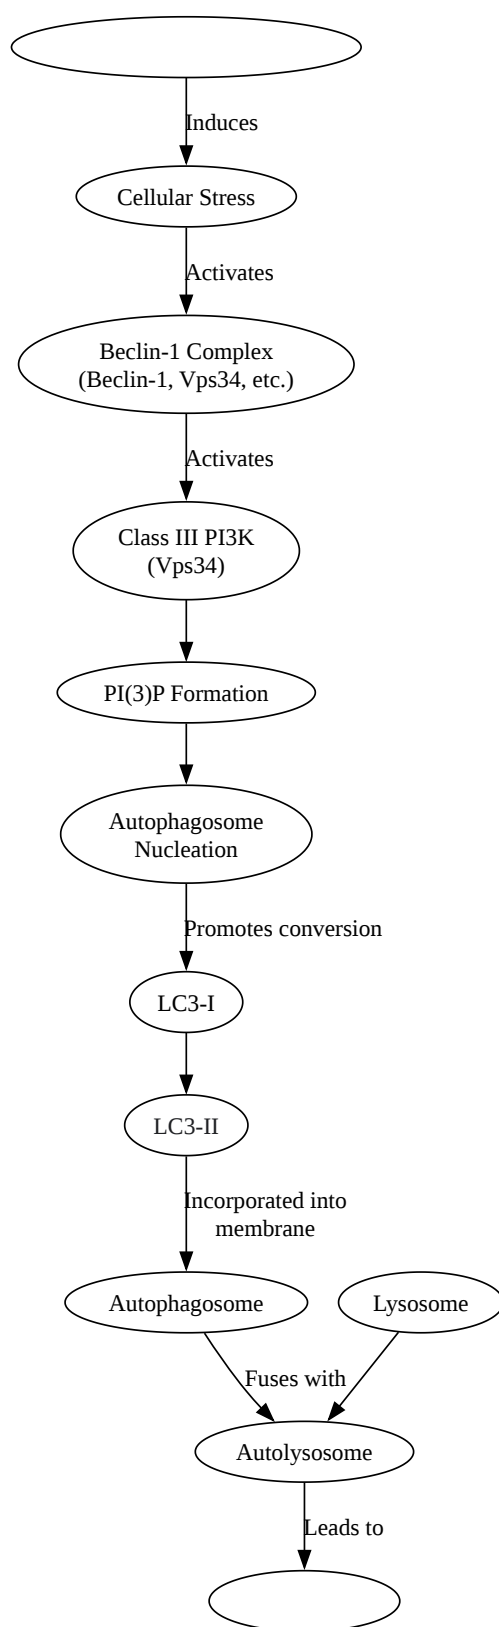 Induces
Cellular Stress
Activates
Beclin-1 Complex
(Beclin-1, Vps34, etc.)
Activates
Class III PI3K
(Vps34)
PI(3)P Formation
Autophagosome
Nucleation
Promotes conversion
LC3-I
LC3-II
Incorporated into
membrane
Autophagosome
Lysosome
Fuses with
Autolysosome
Leads to